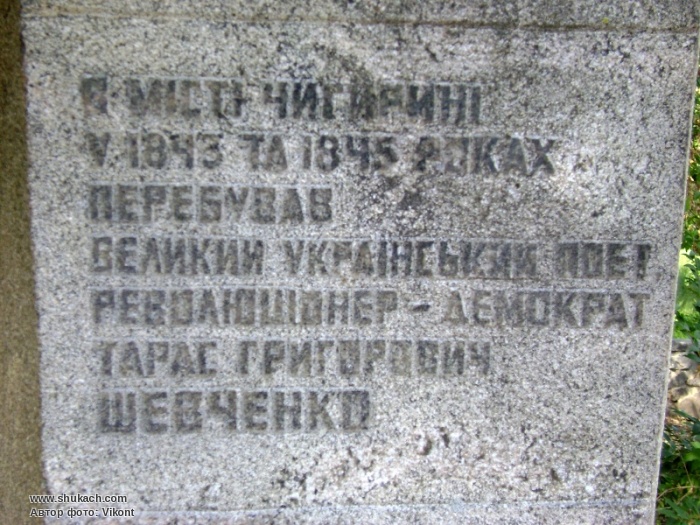 В МІСТІ ЧИГИРИНІ
У 1843 ТА 1845 РОКАХ
ПЕРЕБУВАВ
ВЕЛИКИЙ УКРАЇНСЬКИЙ ПОЕТ
РЕВОЛЮЦІОНЕР - ДЕМОКРАТ
ТАРАС ГРИГОРОВИЧ
ШЕВЧЕНКО
www.shukach.com
Автор фото: Vikont